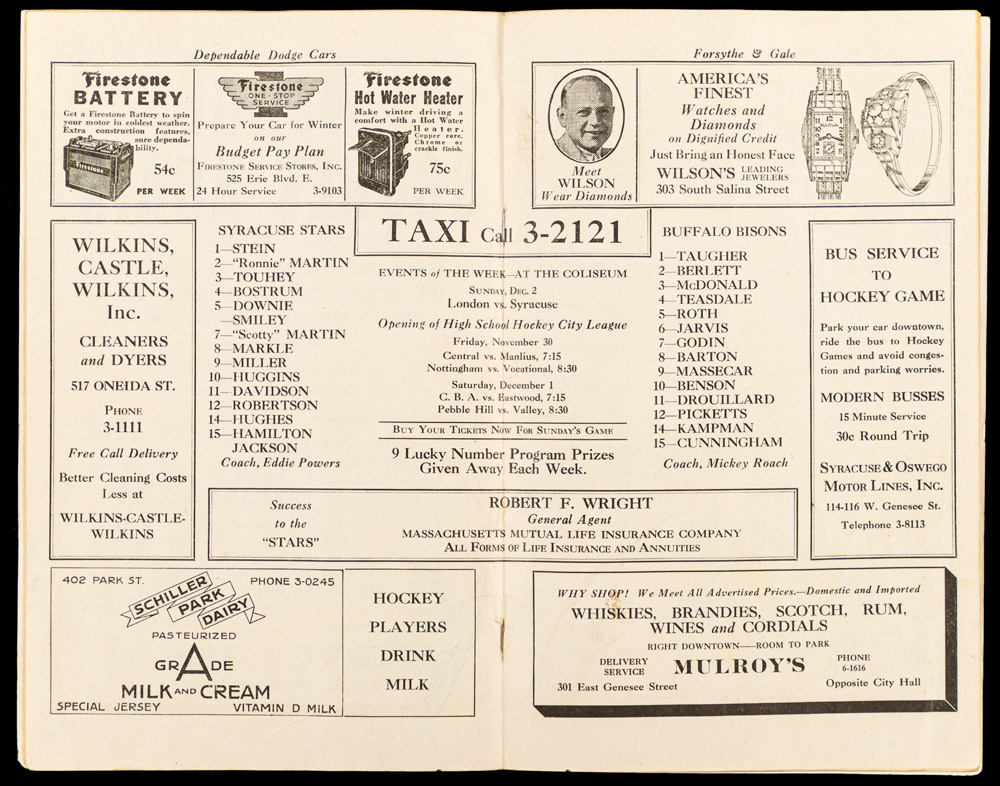 Dependable Dodge Cars
Firestone
BATTERY
Get a Firestone Battery to spin
your motor in coldest weather.
Extra construction features,
sure dependa-
bility.
Firestone
54c
PER WEEK
Firestone
ONE-STOP
SERVICE
Prepare Your Car for Winter
on our
Budget Pay Plan
FIRESTONE SERVICE STORES, INC.
525 Erie Blvd. E.
24 Hour Service 3-9103
Firestone
Hot Water Heater
Make winter driving a
comfort with a Hot Water
Heater.
Copper core.
Chrome or
crackle finish.
75c
PER WEEK
Forsythe & Gale
Meet
WILSON
Wear Diamonds
AMERICA'S
FINEST
Watches and
Diamonds
on Dignified Credit
Just Bring an Honest Face
WILSON'S LEADING JEWELERS
303 South Salina Street
BULOVA
WILKINS,
CASTLE,
WILKINS,
Inc.
CLEANERS
and DYERS
517 ONEIDA ST.
PHONE
3-1111
Free Call Delivery
Better Cleaning Costs
Less at
WILKINS-CASTLE-
WILKINS
SYRACUSE STARS
1—STEIN
2—"Ronnie" MARTIN
3—TOUHEY
4—BOSTRUM
5—DOWNIE
—SMILEY
7—"Scotty" MARTIN
8—MARKLE
9—MILLER
10—HUGGINS
11—DAVIDSON
12—ROBERTSON
14—HUGHES
15—HAMILTON
JACKSON
Coach, Eddie Powers
TAXI Call 3-2121
EVENTS of THE WEEK—AT THE COLISEUM
SUNDAY, DEC. 2
London vs. Syracuse
Opening of High School Hockey City League
Friday, November 30
Central vs. Manlius, 7:15
Nottingham vs. Vocational, 8:30
Saturday, December 1
C. B. A. vs. Eastwood, 7:15
Pebble Hill vs. Valley, 8:30
BUY YOUR TICKETS NOW FOR SUNDAY'S GAME
9 Lucky Number Program Prizes
Given Away Each Week.
BUFFALO BISONS
1—TAUGHER
2—BERLETT
3—McDONALD
4—TEASDALE
5—ROTH
6—JARVIS
7—GODIN
8—BARTON
9—MASSECAR
10—BENSON
11—DROUILLARD
12—PICKETTS
14—KAMPMAN
15—CUNNINGHAM
Coach, Mickey Roach
BUS SERVICE
TO
HOCKEY GAME
Park your car downtown,
ride the bus to Hockey
Games and avoid conges-
tion and parking worries.
MODERN BUSSES
15 Minute Service
30c Round Trip
SYRACUSE & OSWEGO
MOTOR LINES, INC.
114-116 W. Genesee St.
Telephone 3-8113
Success
to the
"STARS"
ROBERT F. WRIGHT
General Agent
MASSACHUSETTS MUTUAL LIFE INSURANCE COMPANY
ALL FORMS OF LIFE INSURANCE AND ANNUITIES
402 PARK ST. PHONE 3-0245
SCHILLER
PARK
DAIRY
PASTEURIZED
GRADE
A
MILK AND CREAM
SPECIAL JERSEY VITAMIN D MILK
HOCKEY
PLAYERS
DRINK
MILK
WHY SHOP! We Meet All Advertised Prices.—Domestic and Imported
WHISKIES, BRANDIES, SCOTCH, RUM,
WINES and CORDIALS
RIGHT DOWNTOWN——ROOM TO PARK
DELIVERY
SERVICE
MULROY'S
PHONE
6-1616
301 East Genesee Street Opposite City Hall